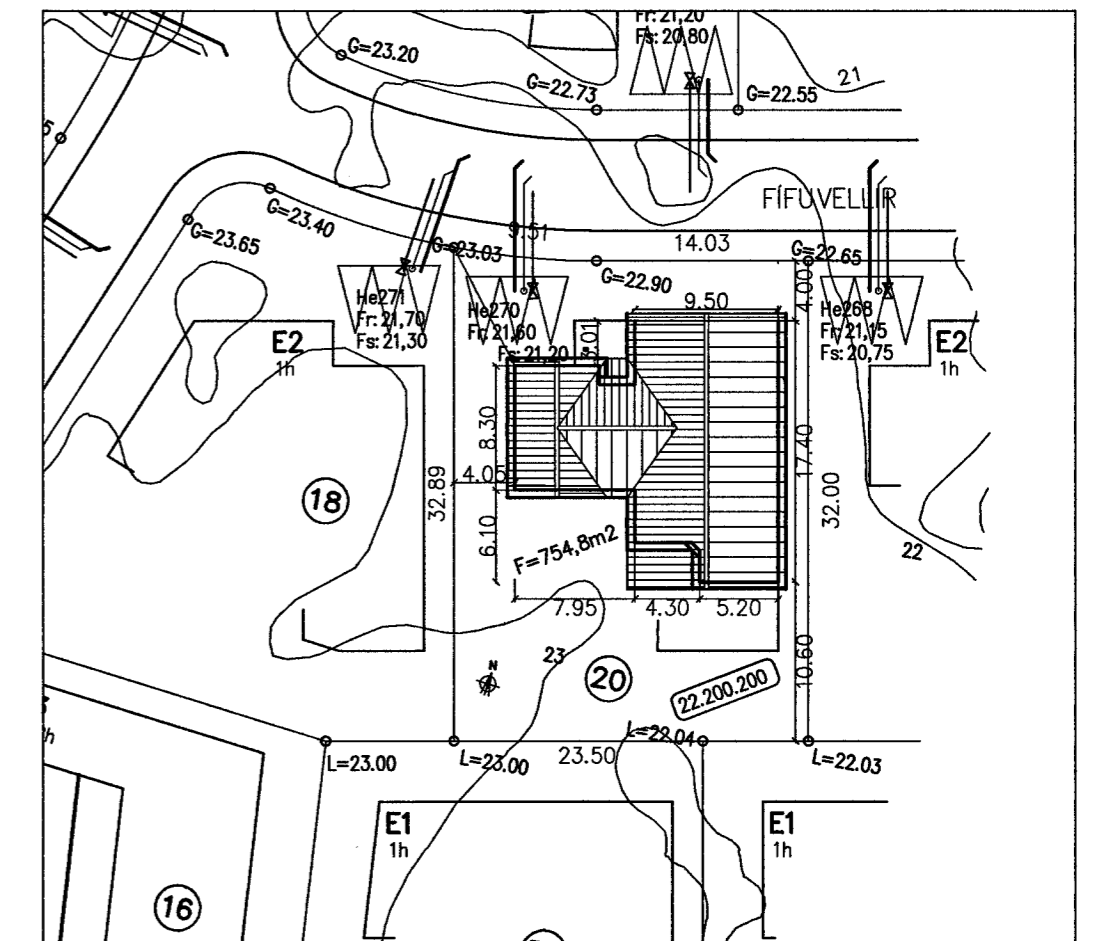 Fr: 21,20
Fs: 20,80
G=23.20
G=22.73
G=22.55
21
FÍFUVELLIR
G=23.40
G=23.65
9.51
G=23.03
14.03
G=22.65
G=22.90
4.00
He271
Fr: 21,70
Fs: 21,30
He270
Fr: 21,60
Fs: 21,20
9.50
He268
Fr: 21,15
Fs: 20,75
E2
1h
E2
1h
8.30
17.40
4.05
32.89
32.00
18
6.10
F=754,8m2
22
7.95
4.30
5.20
23
N
20
22.200.200
10.60
L=23.00
L=23.00
23.50
L=22.04
L=22.03
E1
1h
E1
1h
16